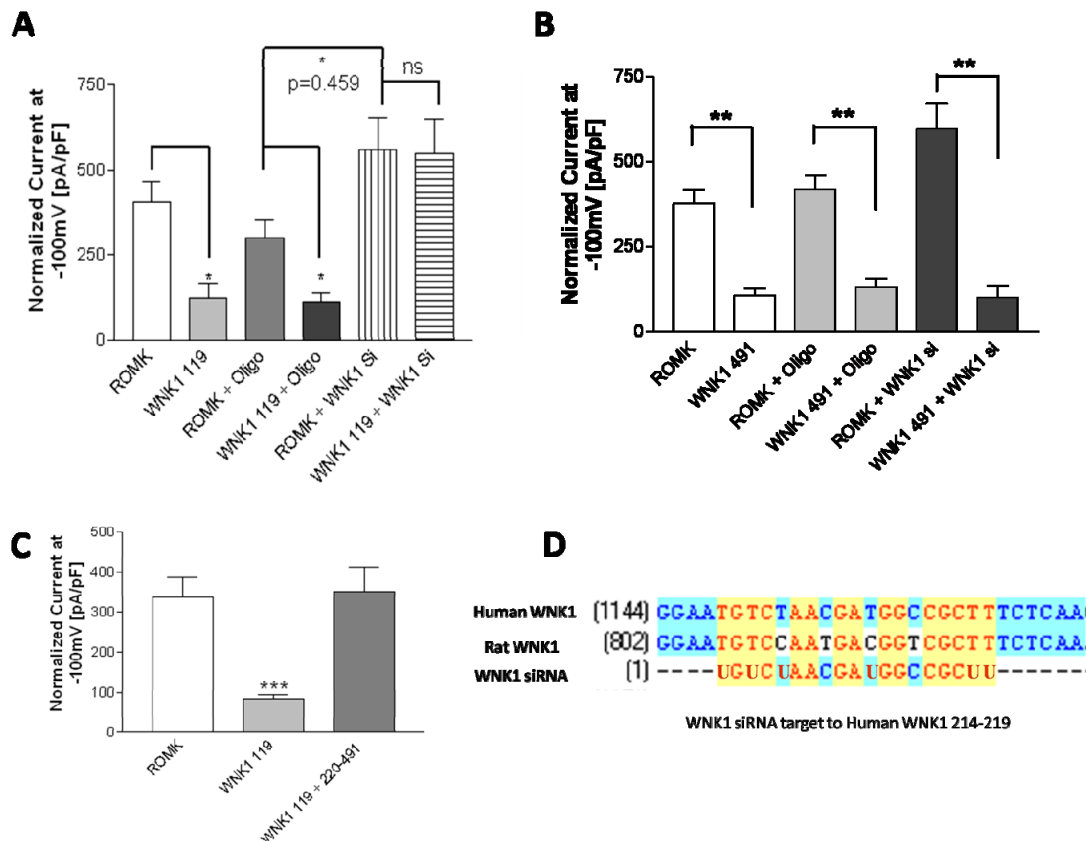 A
Normalized Current at
-100mV [pA/pF]
750
500
250
0
*
p=0.459
ns
*
*
ROMK
WNK1 119
ROMK + Oligo
WNK1 119 + Oligo
ROMK + WNK1 Si
WNK1 119 + WNK1 Si
B
Normalized Current at
-100mV [pA/pF]
750
500
250
0
**
**
**
ROMK
WNK1 491
ROMK + Oligo
WNK1 491 + Oligo
ROMK + WNK1 si
WNK1 491 + WNK1 si
C
Normalized Current at
-100mV [pA/pF]
500
400
300
200
100
0
***
ROMK
WNK1 119
WNK1 119 + 220-491
D
Human WNK1 (1144) GGAATGTCTAACGATGGCCGCTTTCTCAA
Rat WNK1 (802) GGAATGTCCAATGACGGTCGCTTTCTCAA
WNK1 siRNA (1) ----UGUCUAACGAUGGCCGCUU------
WNK1 siRNA target to Human WNK1 214-219